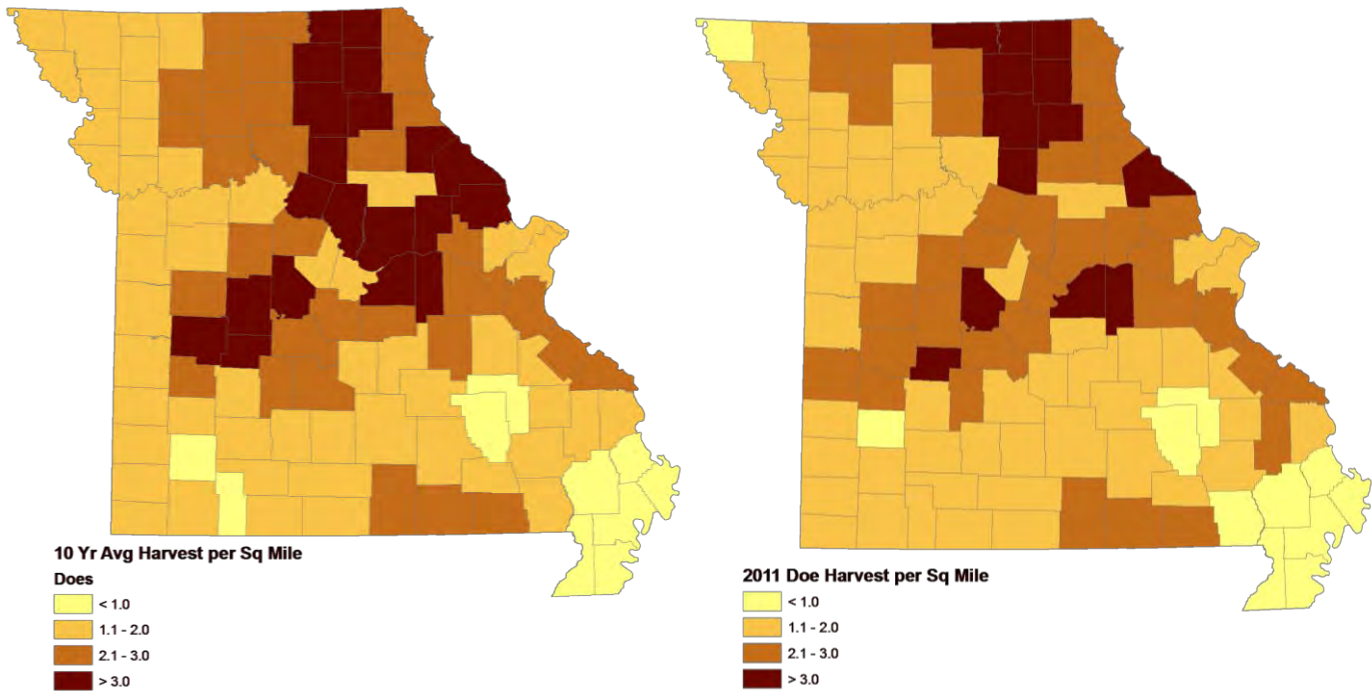 10 Yr Avg Harvest per Sq Mile
Does
< 1.0
1.1 - 2.0
2.1 - 3.0
> 3.0
2011 Doe Harvest per Sq Mile
< 1.0
1.1 - 2.0
2.1 - 3.0
> 3.0